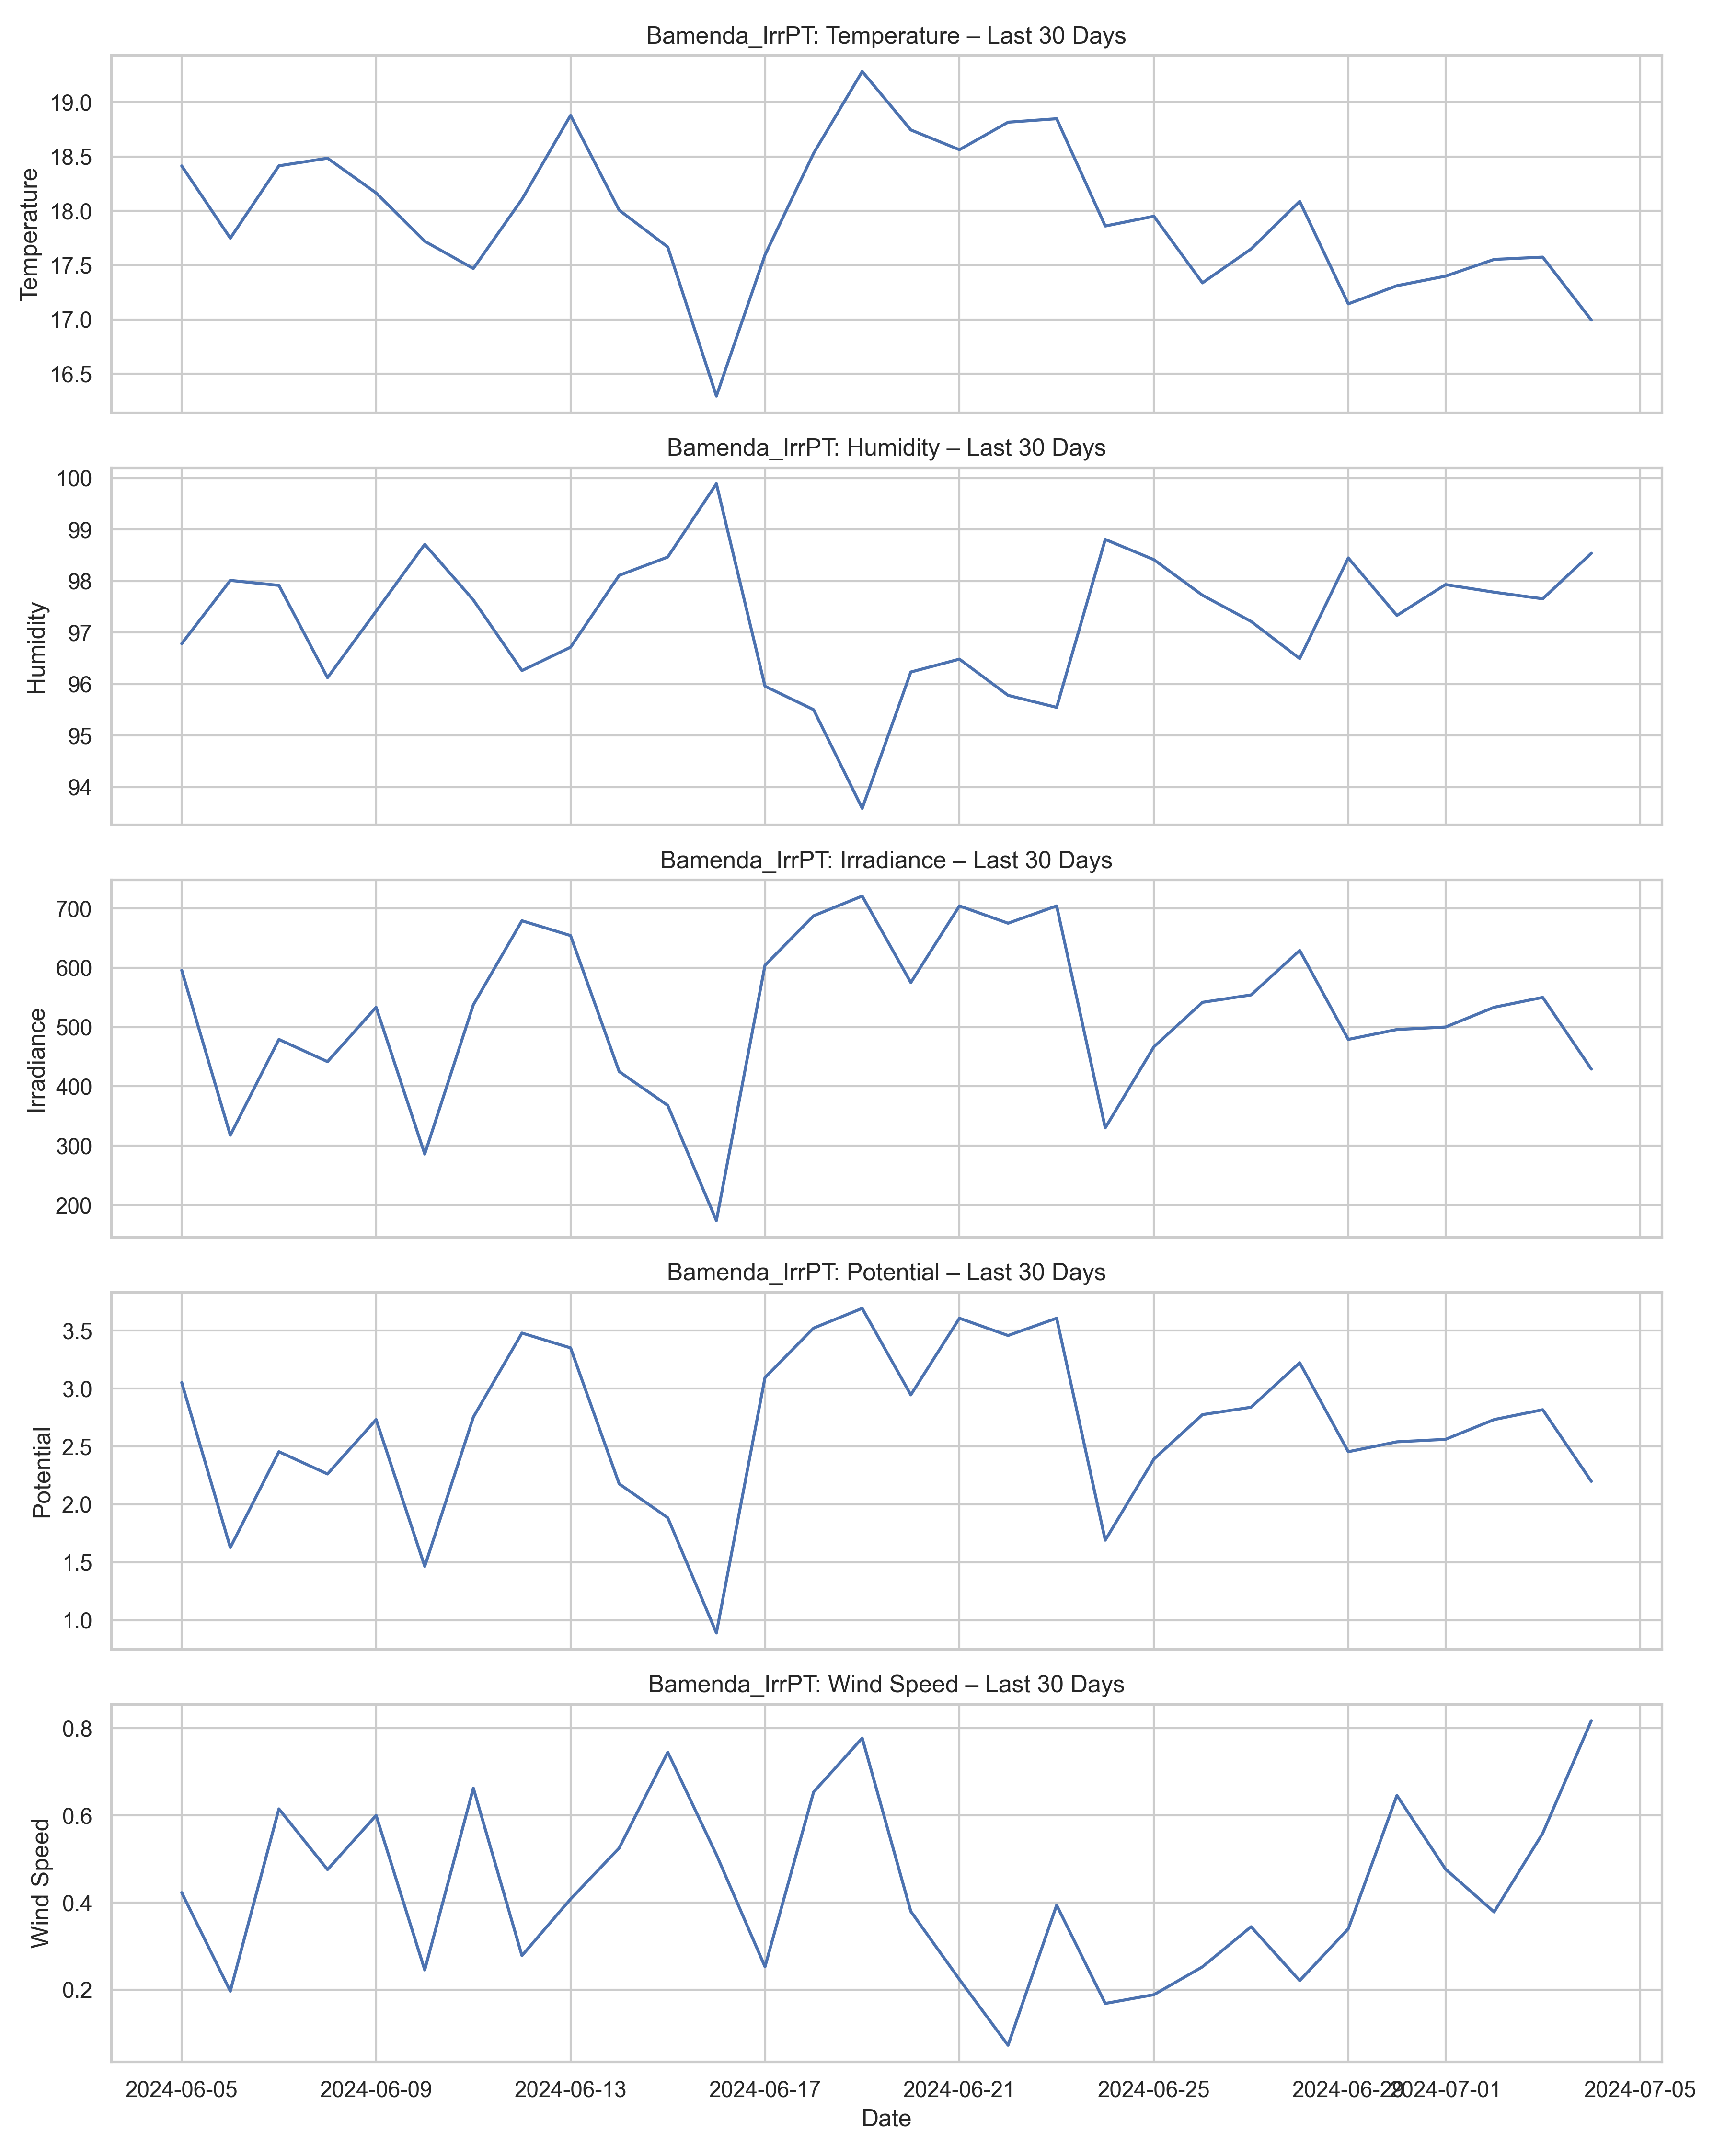 Bamenda_IrrPT: Temperature – Last 30 Days
19.0
18.5
18.0
17.5
17.0
16.5
Temperature
Bamenda_IrrPT: Humidity – Last 30 Days
100
99
98
97
96
95
94
Humidity
Bamenda_IrrPT: Irradiance – Last 30 Days
700
600
500
400
300
200
Irradiance
Bamenda_IrrPT: Potential – Last 30 Days
3.5
3.0
2.5
2.0
1.5
1.0
Potential
Bamenda_IrrPT: Wind Speed – Last 30 Days
0.8
0.6
0.4
0.2
Wind Speed
2024-06-05 2024-06-09 2024-06-13 2024-06-17 2024-06-21 2024-06-25 2024-06-29 2024-07-01 2024-07-05
Date